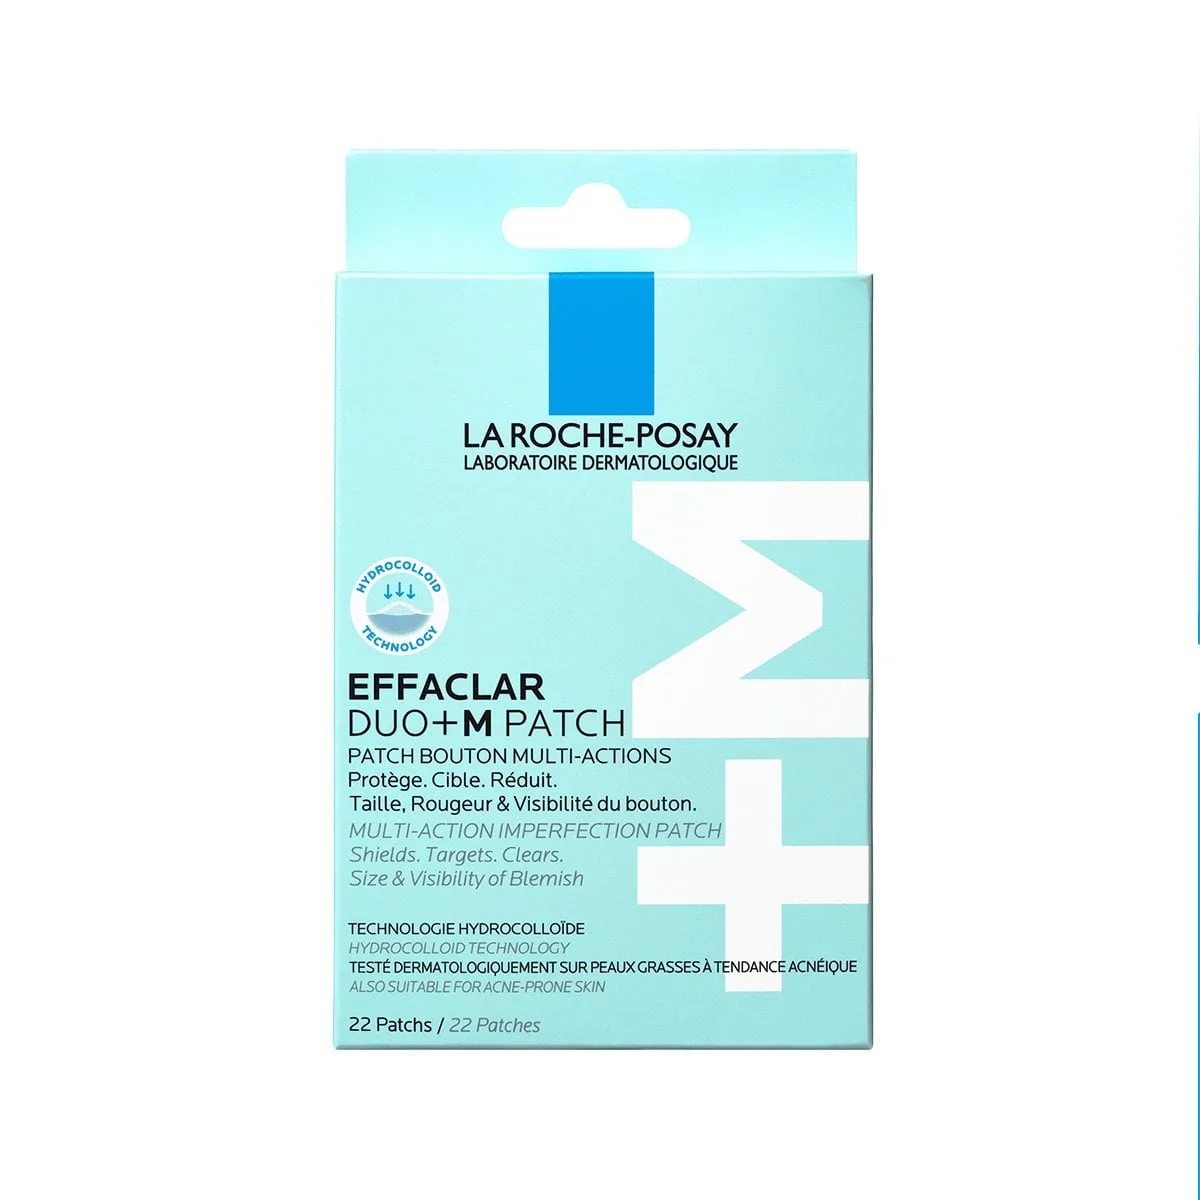 LA ROCHE-POSAY
LABORATOIRE DERMATOLOGIQUE
HYDROCOLLOID
TECHNOLOGY
EFFACLAR
DUO+M PATCH
PATCH BOUTON MULTI-ACTIONS
Protège. Cible. Réduit.
Taille, Rougeur & Visibilité du bouton.
MULTI-ACTION IMPERFECTION PATCH
Shields. Targets. Clears.
Size & Visibility of Blemish
TECHNOLOGIE HYDROCOLLOÏDE
HYDROCOLLOID TECHNOLOGY
TESTÉ DERMATOLOGIQUEMENT SUR PEAUX GRASSES À TENDANCE ACNÉIQUE
ALSO SUITABLE FOR ACNE-PRONE SKIN
22 Patchs / 22 Patches
+M